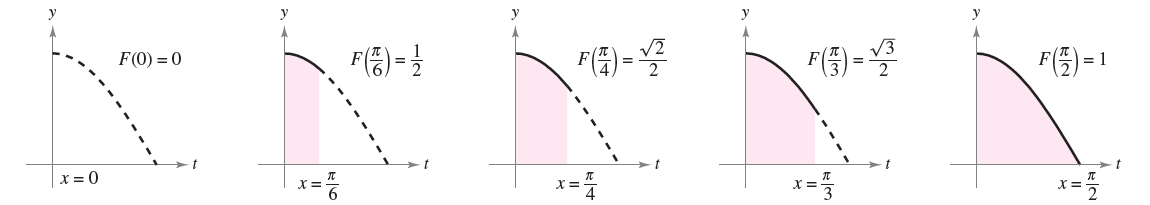 y
F(0) = 0
t
x = 0
y
F(π/6) = 1/2
t
x = π/6
y
F(π/4) = √2/2
t
x = π/4
y
F(π/3) = √3/2
t
x = π/3
y
F(π/2) = 1
t
x = π/2